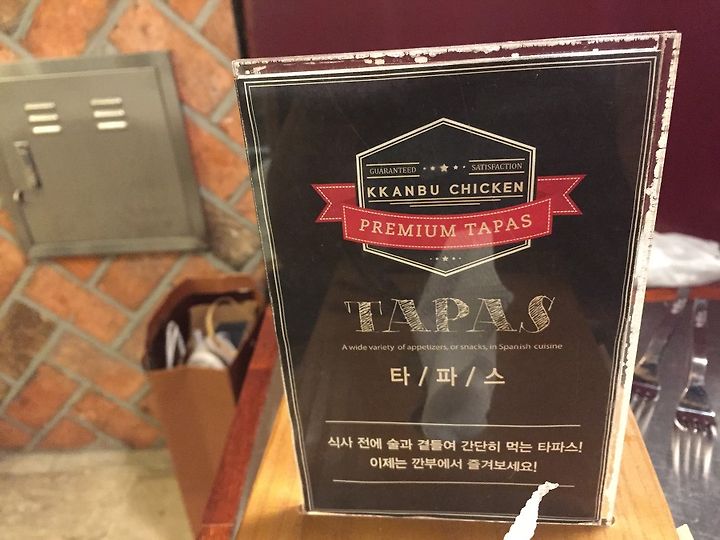 GUARANTEED SATISFACTION
KKANBU CHICKEN
PREMIUM TAPAS
TAPAS
A wide variety of appetizers, or snacks, in Spanish cuisine
타/파/스
식사 전에 술과 곁들여 간단히 먹는 타파스!
이제는 깐부에서 즐겨보세요!